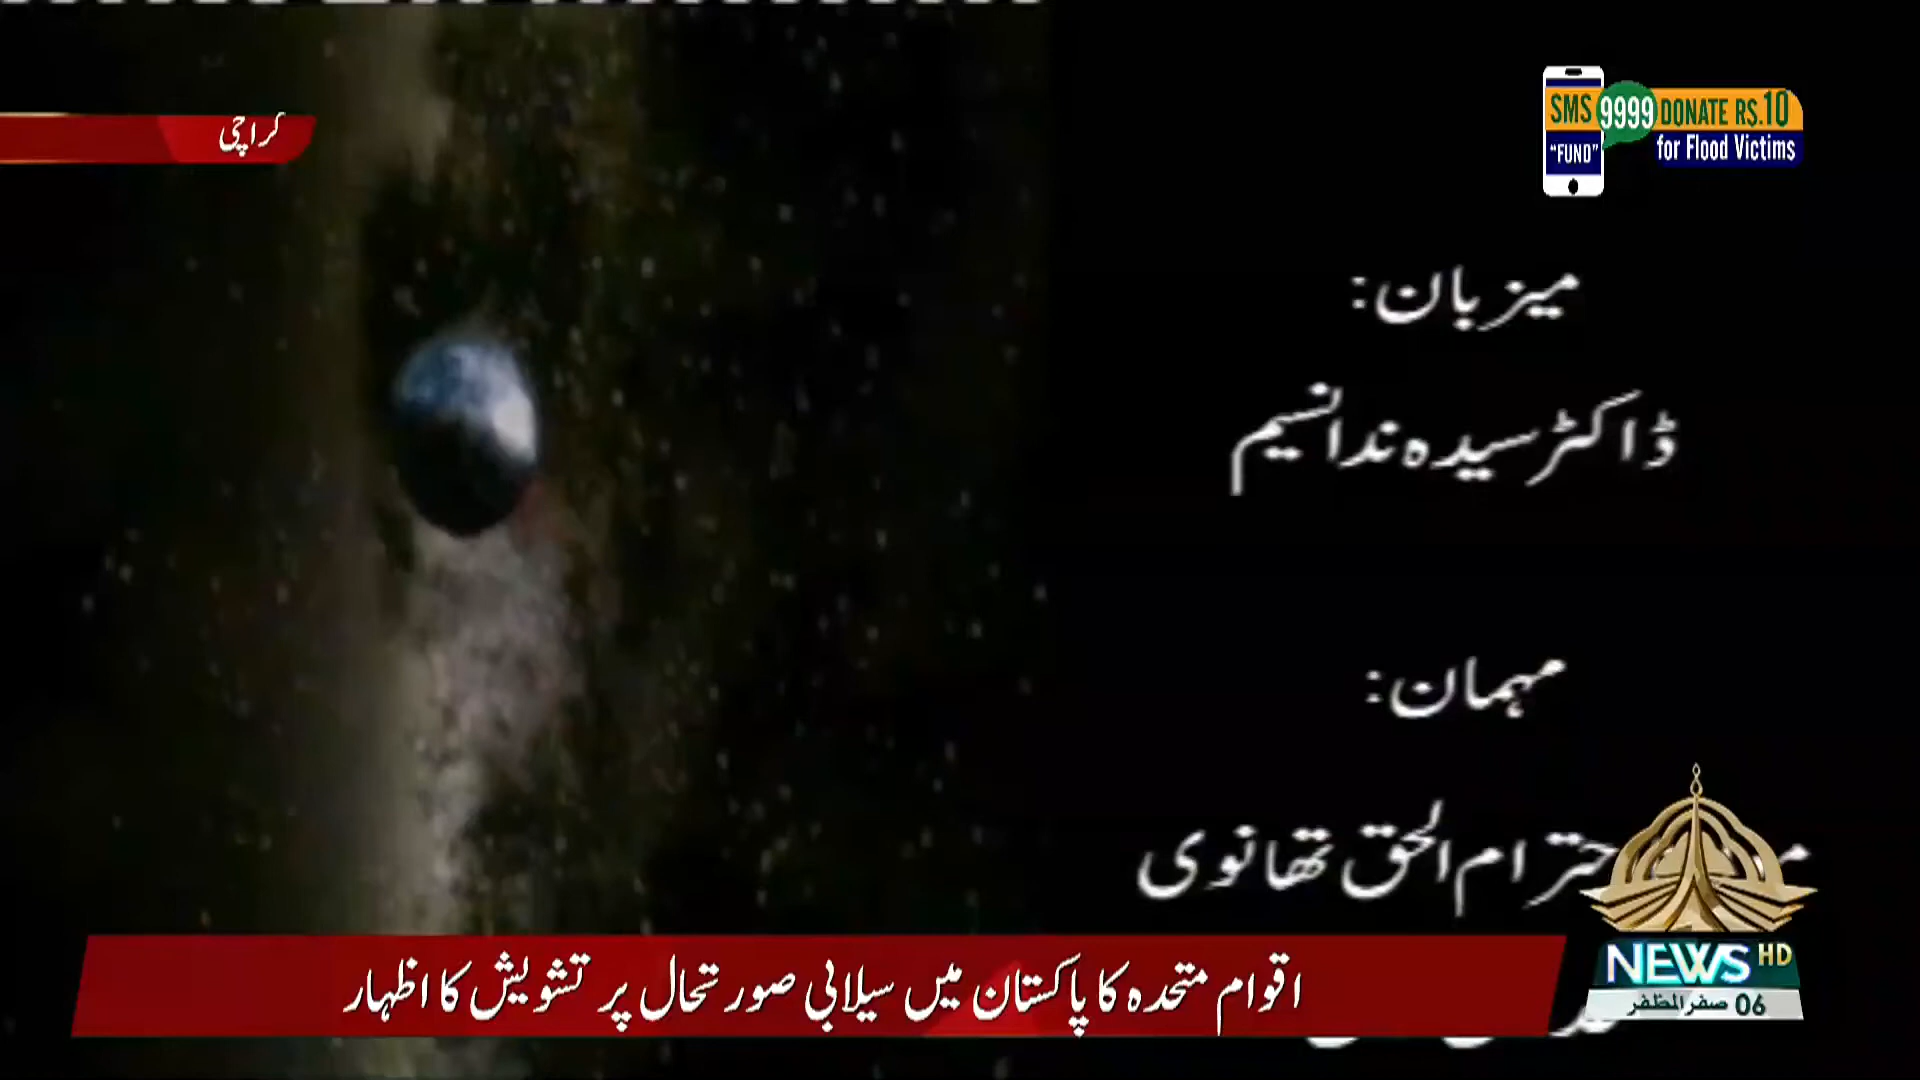 کراچی
SMS 9999 DONATE RS.10
"FUND" for Flood Victims
میزبان:
ڈاکٹر سیدہ ندا نسیم
مہمان:
احترام الحق تھانوی
اقوام متحدہ کا پاکستان میں سیلابی صورتحال پر تشویش کا اظہار
NEWS HD
06 صفر المظفر